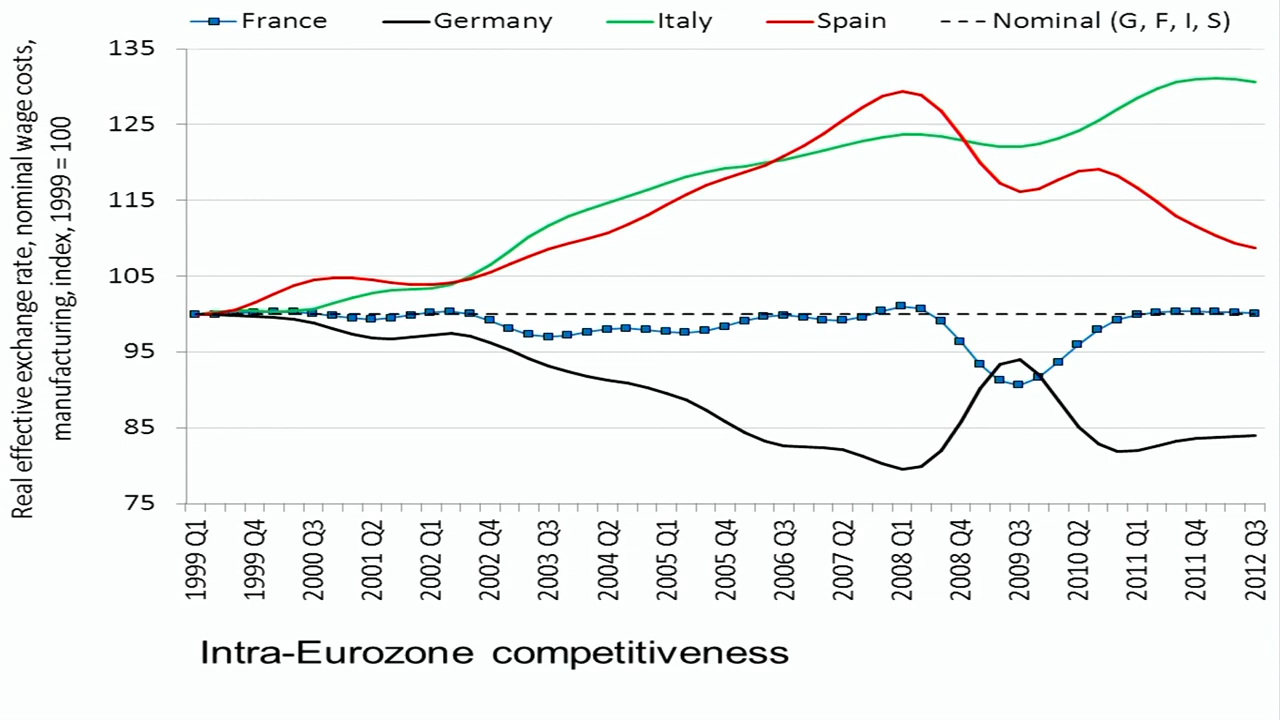 France Germany Italy Spain Nominal (G, F, I, S)
Real effective exchange rate, nominal wage costs,
manufacturing, index, 1999 = 100
135
125
115
105
95
85
75
1999 Q1
1999 Q4
2000 Q3
2001 Q2
2002 Q1
2002 Q4
2003 Q3
2004 Q2
2005 Q1
2005 Q4
2006 Q3
2007 Q2
2008 Q1
2008 Q4
2009 Q3
2010 Q2
2011 Q1
2011 Q4
2012 Q3
Intra-Eurozone competitiveness